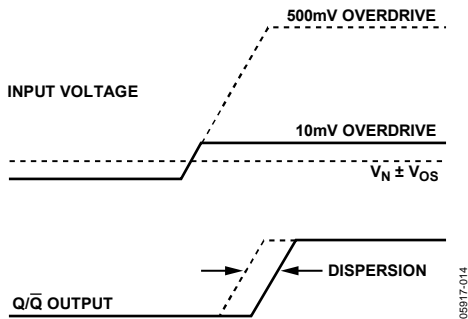 500mV OVERDRIVE
INPUT VOLTAGE
10mV OVERDRIVE
V_N ± V_OS
DISPERSION
Q/Q̅ OUTPUT
05917-014